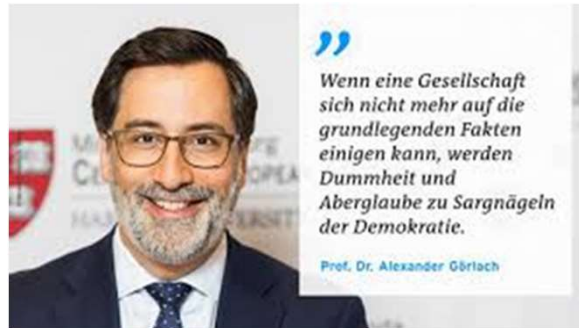 ”
Wenn eine Gesellschaft
sich nicht mehr auf die
grundlegenden Fakten
einigen kann, werden
Dummheit und
Aberglaube zu Sargnägeln
der Demokratie.
Prof. Dr. Alexander Görlach